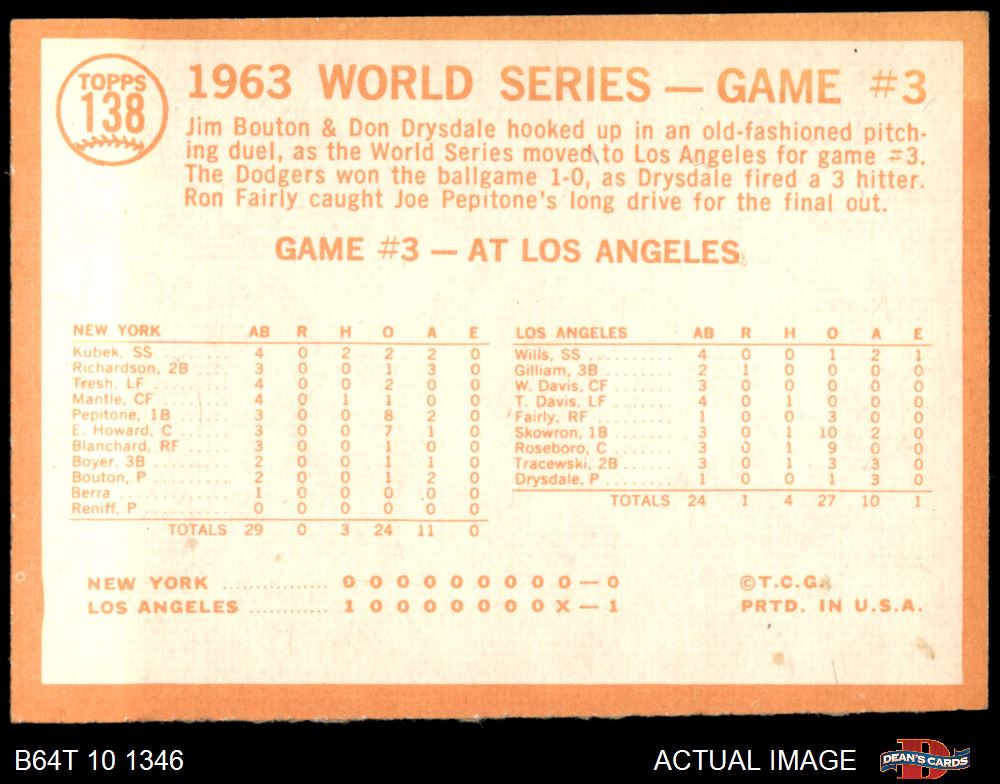 TOPPS
138
1963 WORLD SERIES — GAME #3
Jim Bouton & Don Drysdale hooked up in an old-fashioned pitch-
ing duel, as the World Series moved to Los Angeles for game #3.
The Dodgers won the ballgame 1-0, as Drysdale fired a 3 hitter.
Ron Fairly caught Joe Pepitone's long drive for the final out.
GAME #3 — AT LOS ANGELES
NEW YORK AB R H O A E
Kubek, SS 4 0 2 2 2 0
Richardson, 2B 3 0 0 1 3 0
Tresh, LF 4 0 0 2 0 0
Mantle, CF 4 0 1 1 0 0
Pepitone, 1B 3 0 0 8 2 0
E. Howard, C 3 0 0 7 1 0
Blanchard, RF 3 0 0 1 0 0
Boyer, 3B 2 0 0 1 1 0
Bouton, P 2 0 0 1 2 0
Berra 1 0 0 0 0 0
Reniff, P 0 0 0 0 0 0
TOTALS 29 0 3 24 11 0
LOS ANGELES AB R H O A E
Wills, SS 4 0 0 1 2 1
Gilliam, 3B 2 1 0 0 0 0
W. Davis, CF 3 0 0 0 0 0
T. Davis, LF 4 0 1 0 0 0
Fairly, RF 1 0 0 3 0 0
Skowron, 1B 3 0 1 10 2 0
Roseboro, C 3 0 1 9 0 0
Tracewski, 2B 3 0 1 3 3 0
Drysdale, P 1 0 0 1 3 0
TOTALS 24 1 4 27 10 1
NEW YORK 0 0 0 0 0 0 0 0 0 — 0
LOS ANGELES 1 0 0 0 0 0 0 0 X — 1
© T.C.G.
PRTD. IN U.S.A.
B64T 10 1346
ACTUAL IMAGE
DEAN'S CARDS